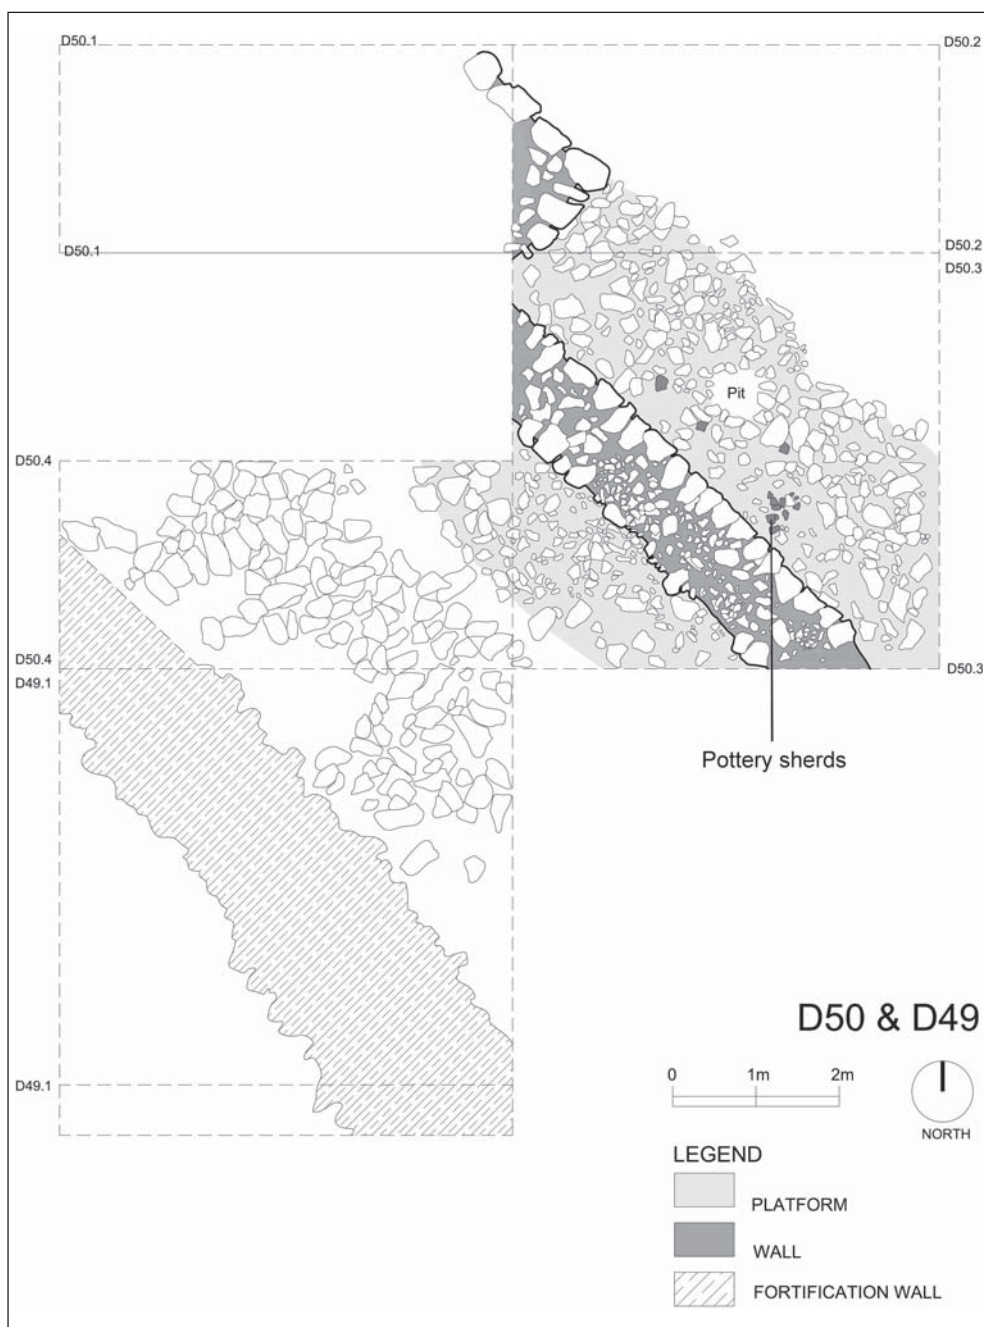 D50.1
D50.2
D50.1
D50.2
D50.3
Pit
D50.4
D50.4
D49.1
D50.3
Pottery sherds
D50 & D49
0 1m 2m
D49.1
NORTH
LEGEND
PLATFORM
WALL
FORTIFICATION WALL